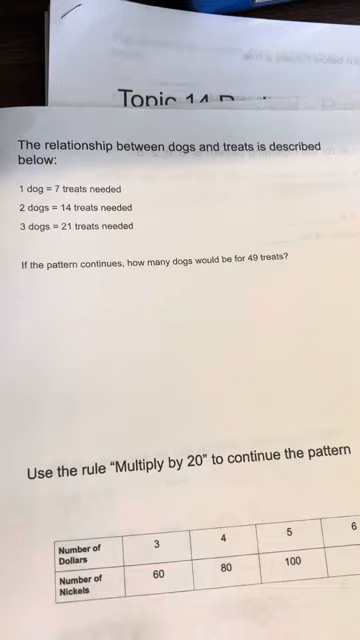 Topic 14
The relationship between dogs and treats is described
below:
1 dog = 7 treats needed
2 dogs = 14 treats needed
3 dogs = 21 treats needed
If the pattern continues, how many dogs would be for 49 treats?
Use the rule “Multiply by 20” to continue the pattern
Number of Dollars 3 4 5 6
Number of Nickels 60 80 100